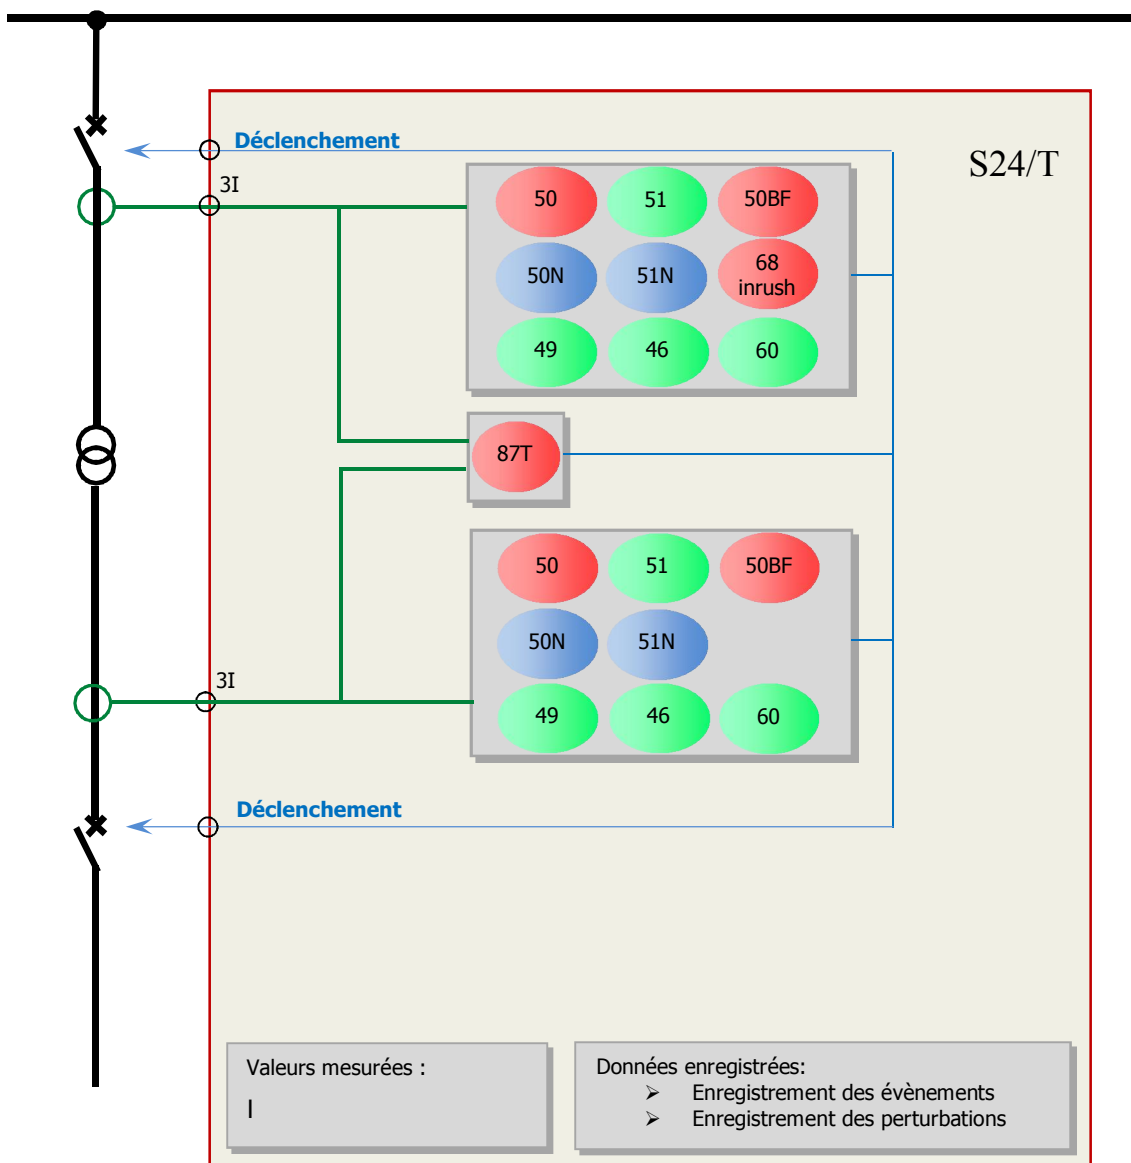 Déclenchement
S24/T
3I
50
51
50BF
50N
51N
68
inrush
49
46
60
87T
50
51
50BF
50N
51N
3I
49
46
60
Déclenchement
Valeurs mesurées :
I
Données enregistrées:
➢ Enregistrement des évènements
➢ Enregistrement des perturbations